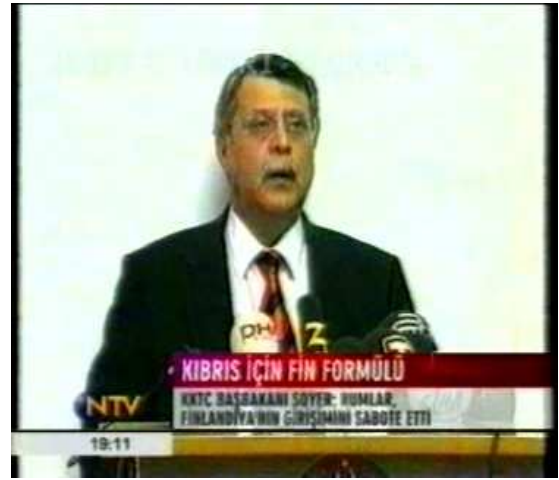 KIBRIS İÇİN FİN FORMÜLÜ
KKTC BAŞBAKANI SOYER: RUMLAR,
FİNLANDİYA'NIN GİRİŞİMİNİ SABOTE ETTİ
NTV
19:11